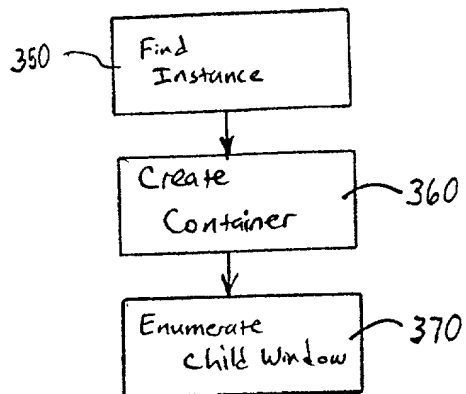 350
Find
Instance
Create
Container
360
Enumerate
Child Window
370